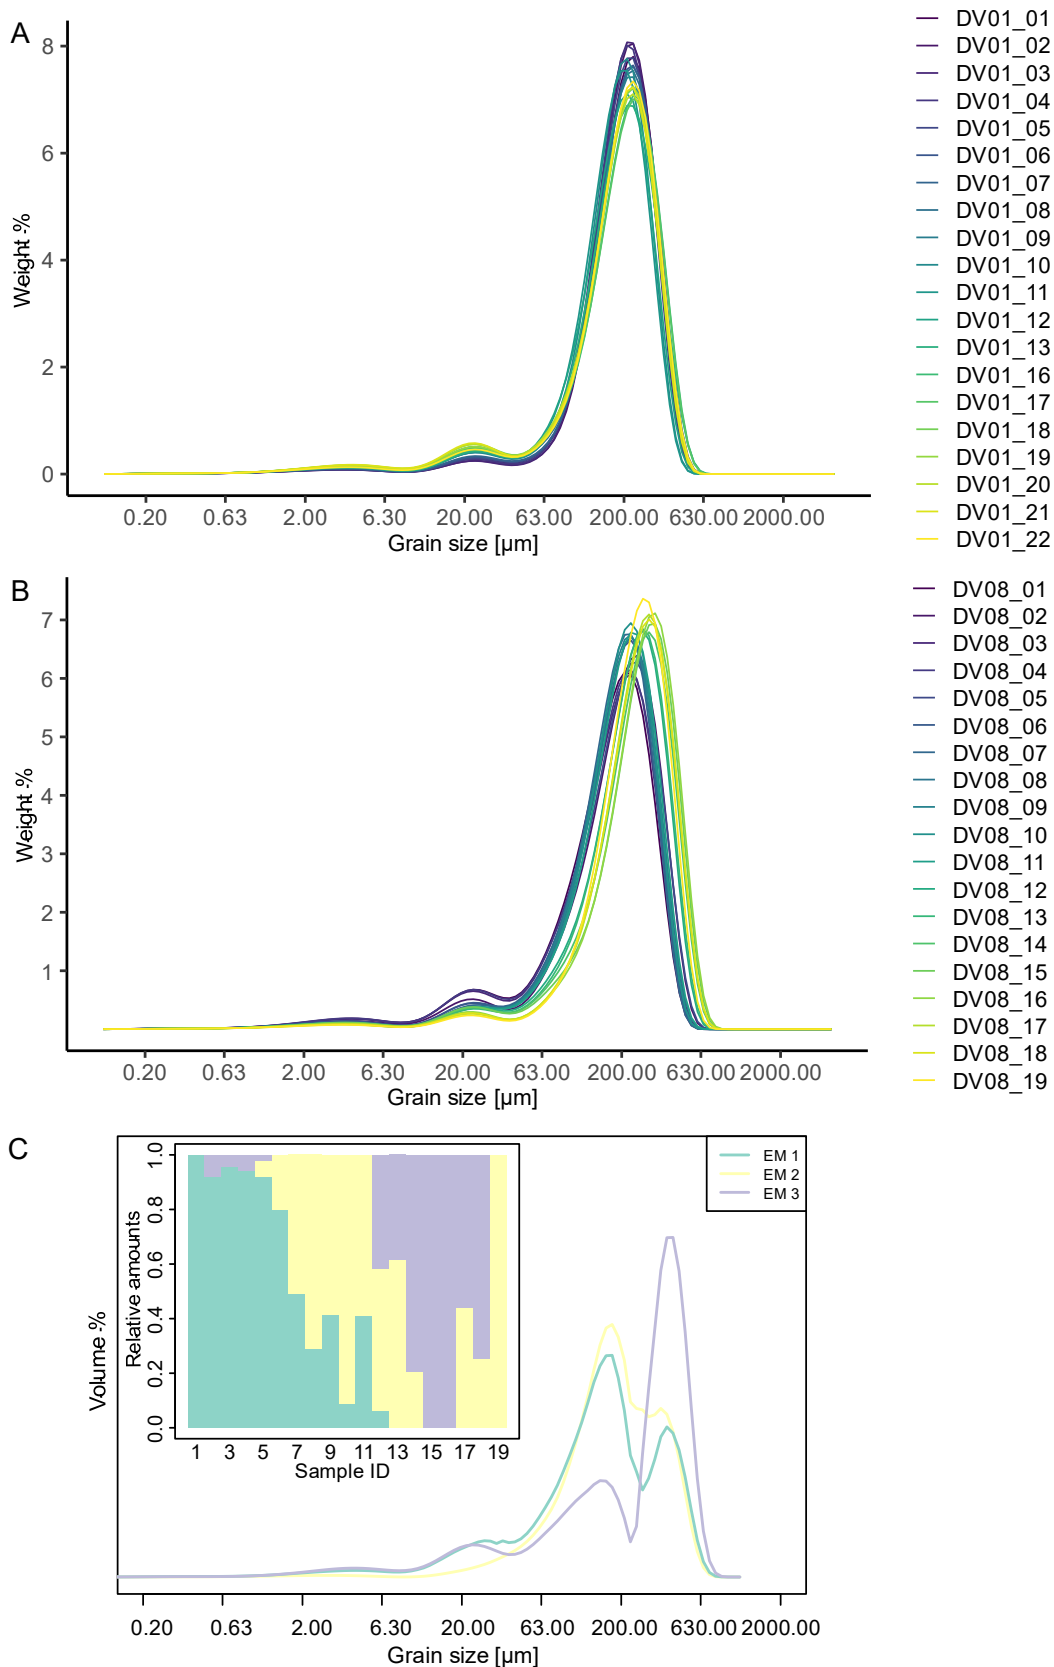 A
Weight %
8
6
4
2
0
0.20 0.63 2.00 6.30 20.00 63.00 200.00 630.00 2000.00
Grain size [µm]
DV01_01
DV01_02
DV01_03
DV01_04
DV01_05
DV01_06
DV01_07
DV01_08
DV01_09
DV01_10
DV01_11
DV01_12
DV01_13
DV01_16
DV01_17
DV01_18
DV01_19
DV01_20
DV01_21
DV01_22
B
Weight %
7
6
5
4
3
2
1
0.20 0.63 2.00 6.30 20.00 63.00 200.00 630.00 2000.00
Grain size [µm]
DV08_01
DV08_02
DV08_03
DV08_04
DV08_05
DV08_06
DV08_07
DV08_08
DV08_09
DV08_10
DV08_11
DV08_12
DV08_13
DV08_14
DV08_15
DV08_16
DV08_17
DV08_18
DV08_19
C
Volume %
Relative amounts
1.0
0.8
0.6
0.4
0.2
0.0
1 3 5 7 9 11 13 15 17 19
Sample ID
EM 1
EM 2
EM 3
0.20 0.63 2.00 6.30 20.00 63.00 200.00 630.00 2000.00
Grain size [µm]